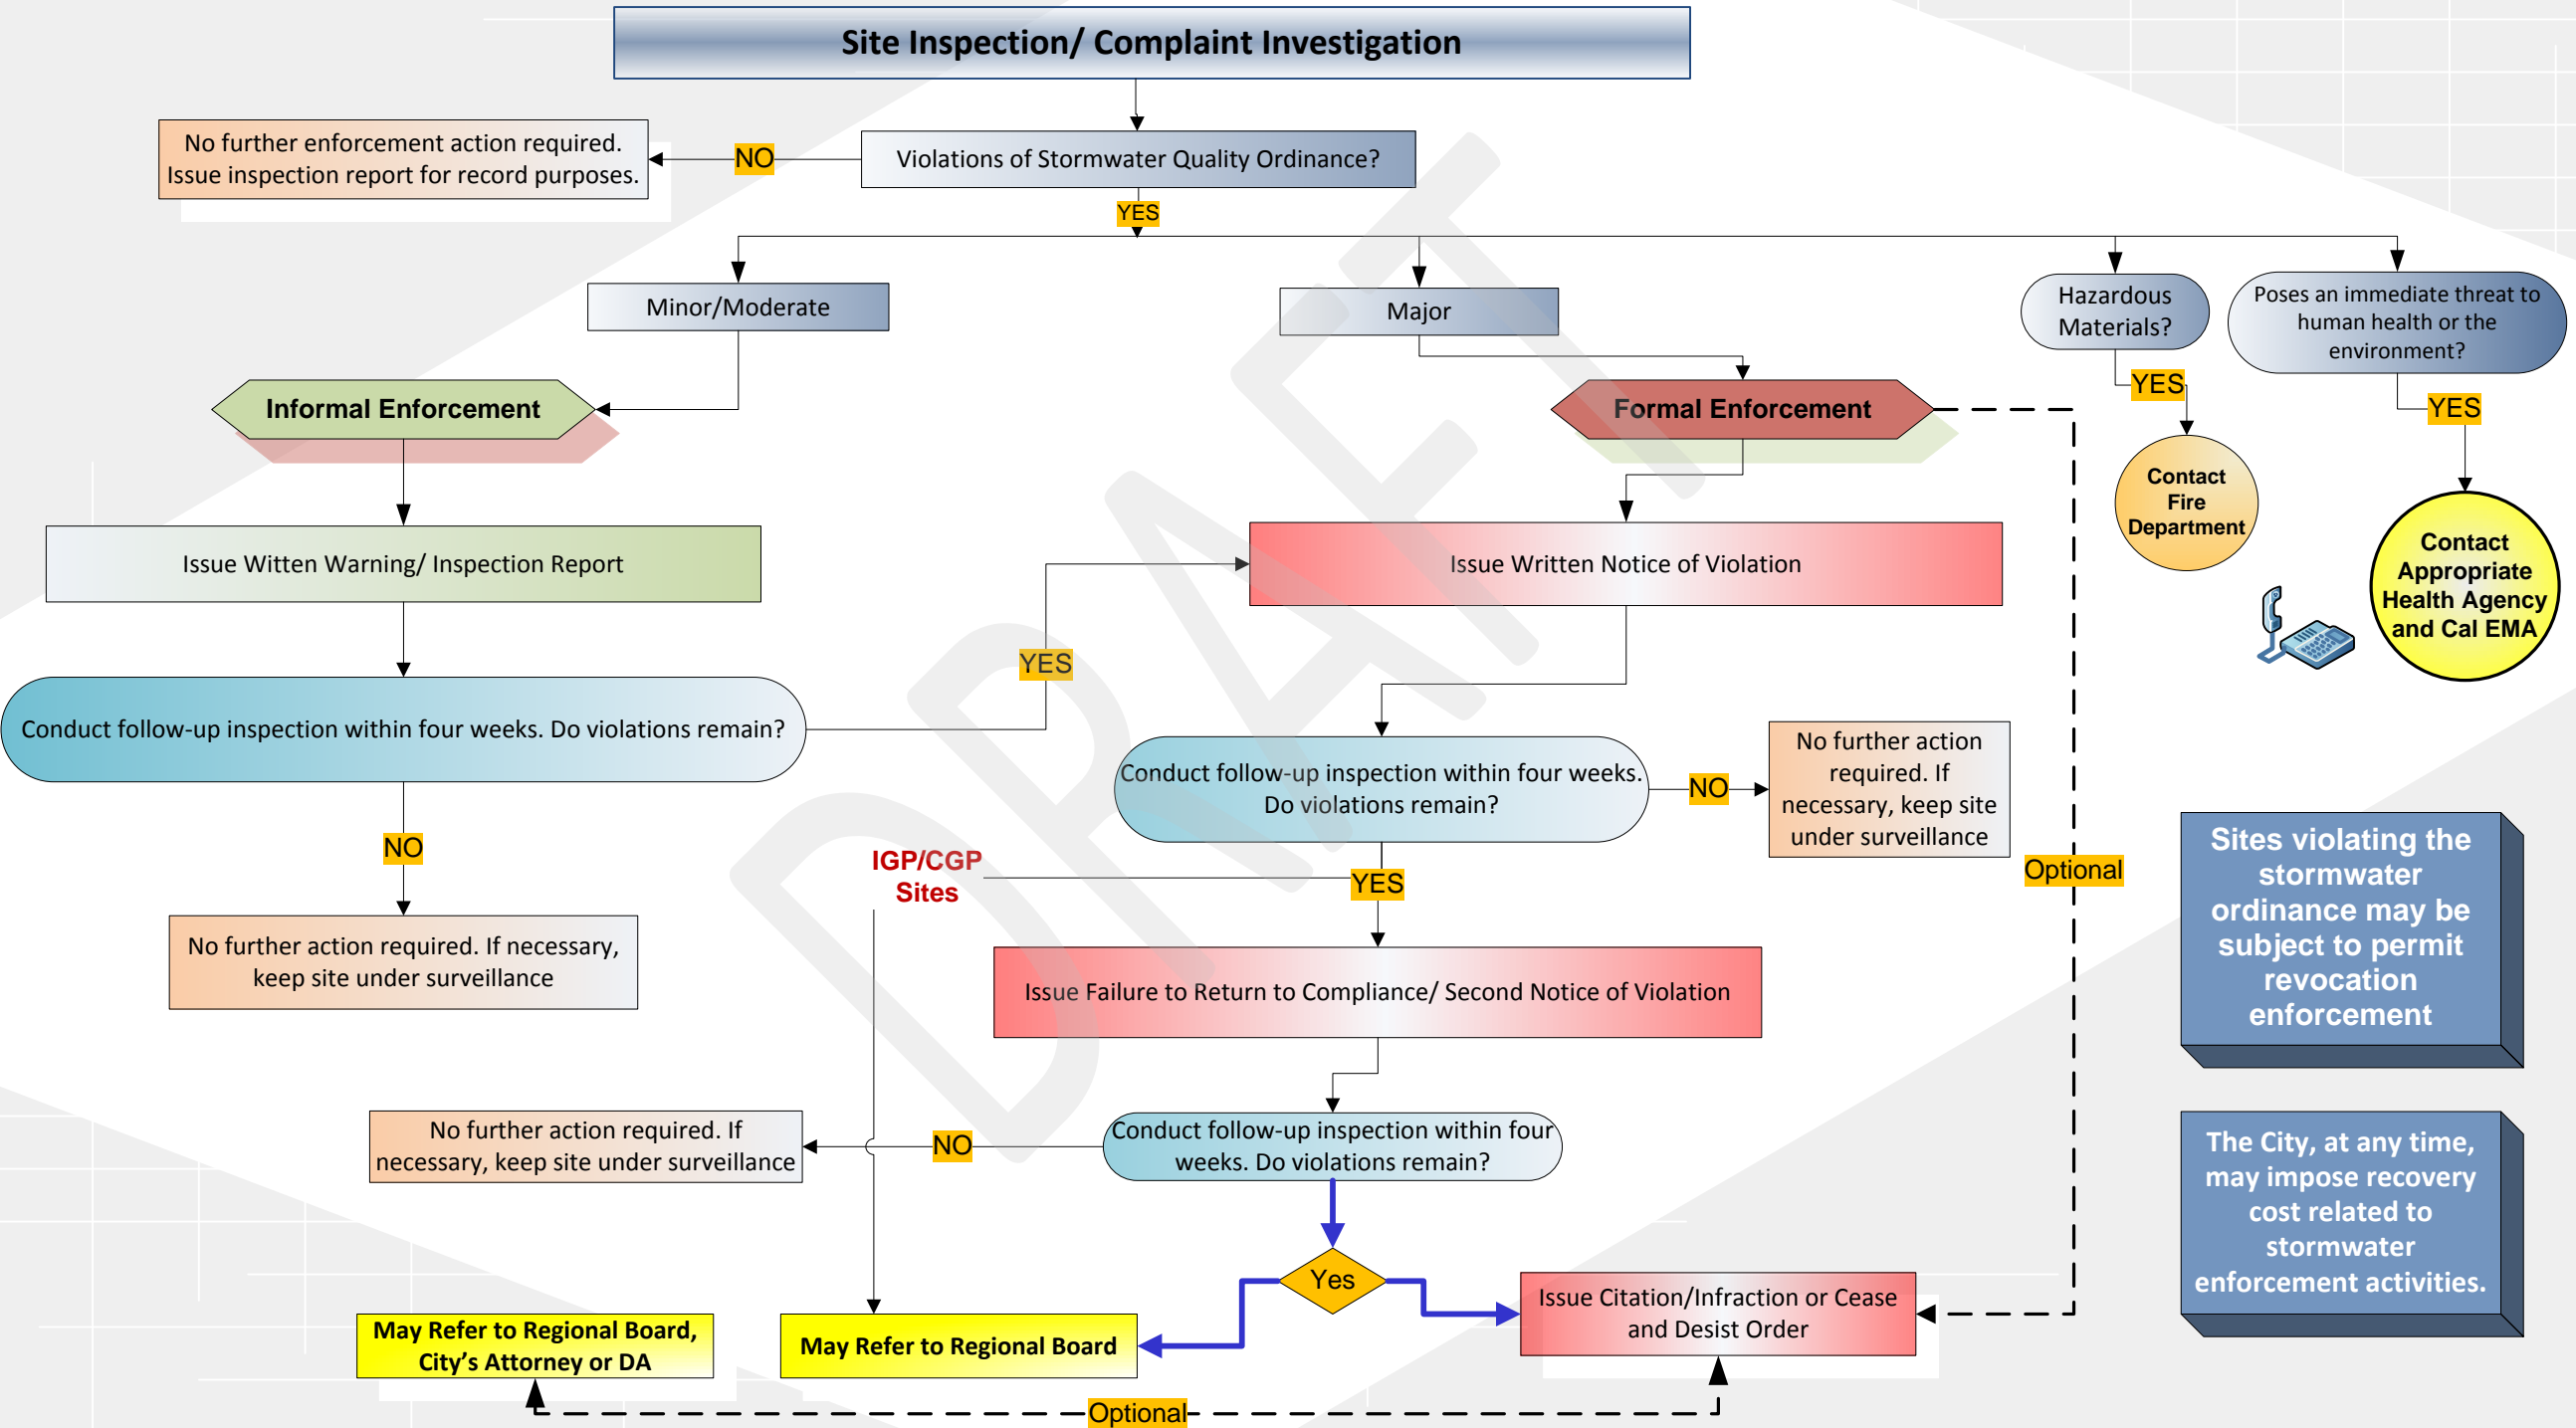 Site Inspection/ Complaint Investigation
No further enforcement action required.
Issue inspection report for record purposes.
NO
Violations of Stormwater Quality Ordinance?
YES
Minor/Moderate
Major
Hazardous
Materials?
Poses an immediate threat to
human health or the
environment?
YES
YES
Informal Enforcement
Formal Enforcement
Contact
Fire
Department
Contact
Appropriate
Health Agency
and Cal EMA
Issue Witten Warning/ Inspection Report
Issue Written Notice of Violation
YES
Conduct follow-up inspection within four weeks. Do violations remain?
Conduct follow-up inspection within four weeks.
Do violations remain?
NO
No further action
required. If
necessary, keep site
under surveillance
NO
IGP/CGP
Sites
YES
Optional
Sites violating the
stormwater
ordinance may be
subject to permit
revocation
enforcement
No further action required. If necessary,
keep site under surveillance
Issue Failure to Return to Compliance/ Second Notice of Violation
No further action required. If
necessary, keep site under surveillance
NO
Conduct follow-up inspection within four
weeks. Do violations remain?
The City, at any time,
may impose recovery
cost related to
stormwater
enforcement activities.
Yes
May Refer to Regional Board,
City's Attorney or DA
May Refer to Regional Board
Issue Citation/Infraction or Cease
and Desist Order
Optional
DRAFT